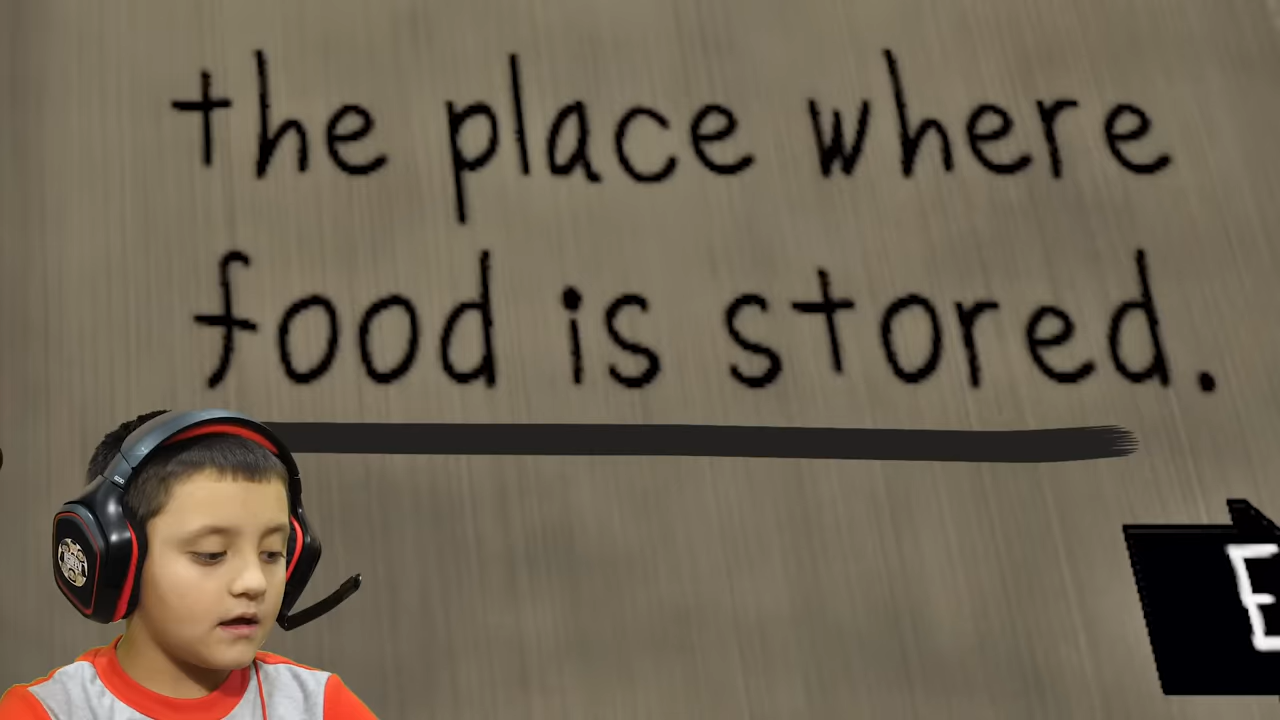 the place where
food is stored.
E